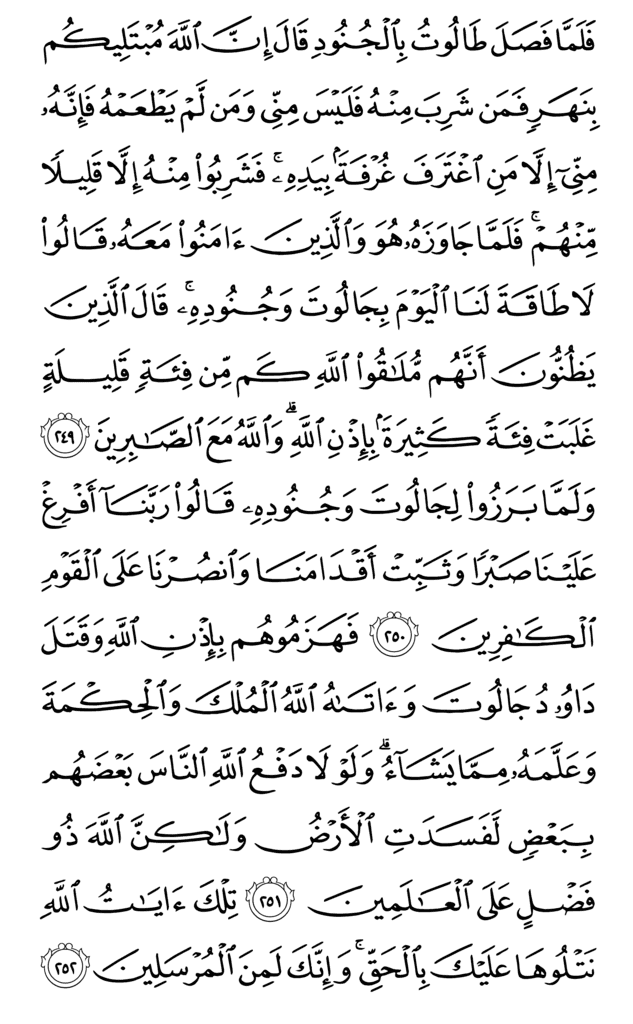 فَلَمَّا فَصَلَ طَالُوتُ بِٱلْجُنُودِ قَالَ إِنَّ ٱللَّهَ مُبْتَلِيكُم
بِنَهَرٍ فَمَن شَرِبَ مِنْهُ فَلَيْسَ مِنِّى وَمَن لَّمْ يَطْعَمْهُ فَإِنَّهُۥ
مِنِّىٓ إِلَّا مَنِ ٱغْتَرَفَ غُرْفَةًۢ بِيَدِهِۦۚ فَشَرِبُوا۟ مِنْهُ إِلَّا قَلِيلًا
مِّنْهُمْۚ فَلَمَّا جَاوَزَهُۥ هُوَ وَٱلَّذِينَ ءَامَنُوا۟ مَعَهُۥ قَالُوا۟
لَا طَاقَةَ لَنَا ٱلْيَوْمَ بِجَالُوتَ وَجُنُودِهِۦۚ قَالَ ٱلَّذِينَ
يَظُنُّونَ أَنَّهُم مُّلَـٰقُوا۟ ٱللَّهِ كَم مِّن فِئَةٍ قَلِيلَةٍ
غَلَبَتْ فِئَةً كَثِيرَةًۢ بِإِذْنِ ٱللَّهِۗ وَٱللَّهُ مَعَ ٱلصَّـٰبِرِينَ ٢٤٩
وَلَمَّا بَرَزُوا۟ لِجَالُوتَ وَجُنُودِهِۦ قَالُوا۟ رَبَّنَآ أَفْرِغْ
عَلَيْنَا صَبْرًا وَثَبِّتْ أَقْدَامَنَا وَٱنصُرْنَا عَلَى ٱلْقَوْمِ
ٱلْكَـٰفِرِينَ ٢٥٠ فَهَزَمُوهُم بِإِذْنِ ٱللَّهِ وَقَتَلَ
دَاوُۥدُ جَالُوتَ وَءَاتَىٰهُ ٱللَّهُ ٱلْمُلْكَ وَٱلْحِكْمَةَ
وَعَلَّمَهُۥ مِمَّا يَشَآءُۗ وَلَوْلَا دَفْعُ ٱللَّهِ ٱلنَّاسَ بَعْضَهُم
بِبَعْضٍ لَّفَسَدَتِ ٱلْأَرْضُ وَلَـٰكِنَّ ٱللَّهَ ذُو
فَضْلٍ عَلَى ٱلْعَـٰلَمِينَ ٢٥١ تِلْكَ ءَايَـٰتُ ٱللَّهِ
نَتْلُوهَا عَلَيْكَ بِٱلْحَقِّۚ وَإِنَّكَ لَمِنَ ٱلْمُرْسَلِينَ ٢٥٢